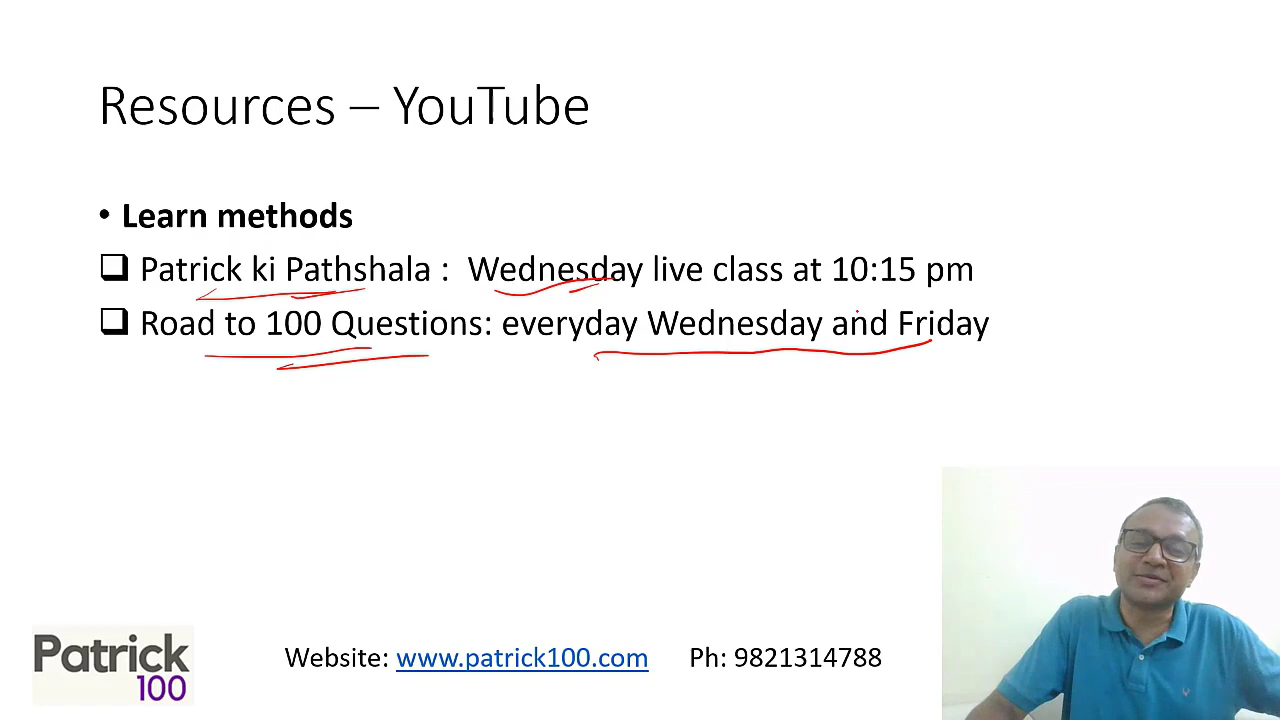 Resources – YouTube
• Learn methods
❑ Patrick ki Pathshala :  Wednesday live class at 10:15 pm
❑ Road to 100 Questions: everyday Wednesday and Friday
Patrick
100
Website: www.patrick100.com Ph: 9821314788